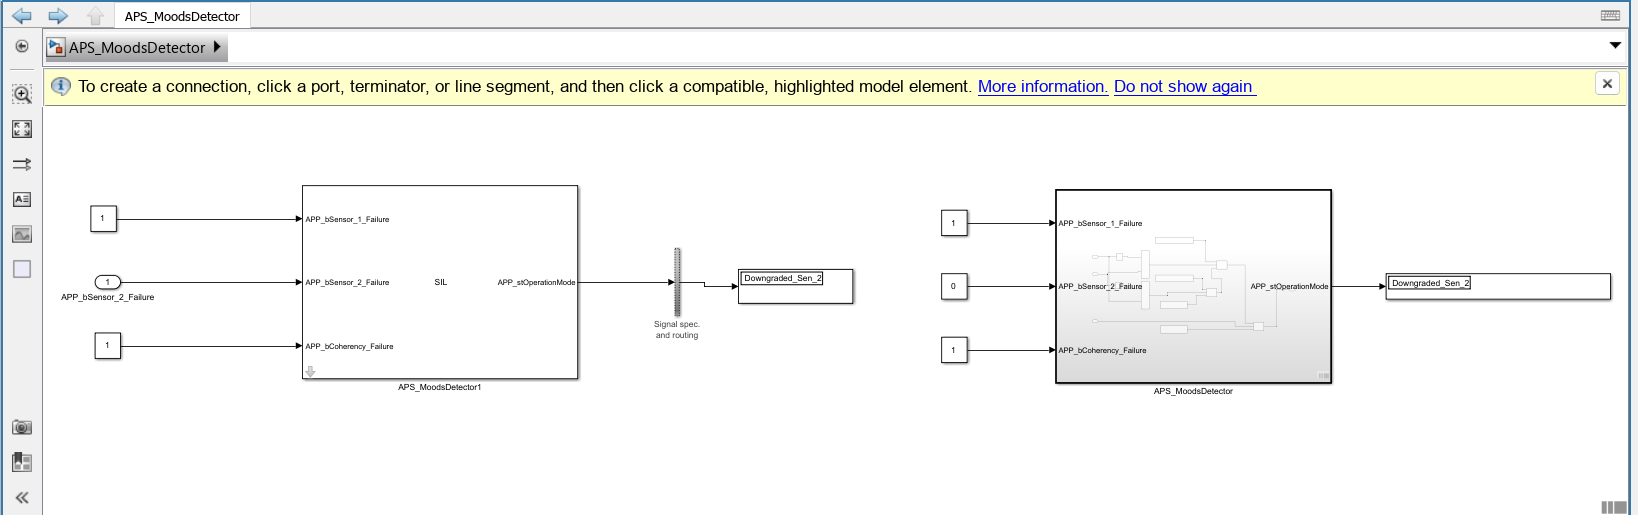 APS_MoodsDetector
APS_MoodsDetector
To create a connection, click a port, terminator, or line segment, and then click a compatible, highlighted model element. More information. Do not show again
1
APP_bSensor_1_Failure
1
APP_bSensor_2_Failure
APP_bSensor_2_Failure
SIL
APP_stOperationMode
1
APP_bCoherency_Failure
APS_MoodsDetector1
Signal spec.
and routing
Downgraded_Sen_2
1
APP_bSensor_1_Failure
0
APP_bSensor_2_Failure
APP_stOperationMode
1
APP_bCoherency_Failure
APS_MoodsDetector
Downgraded_Sen_2